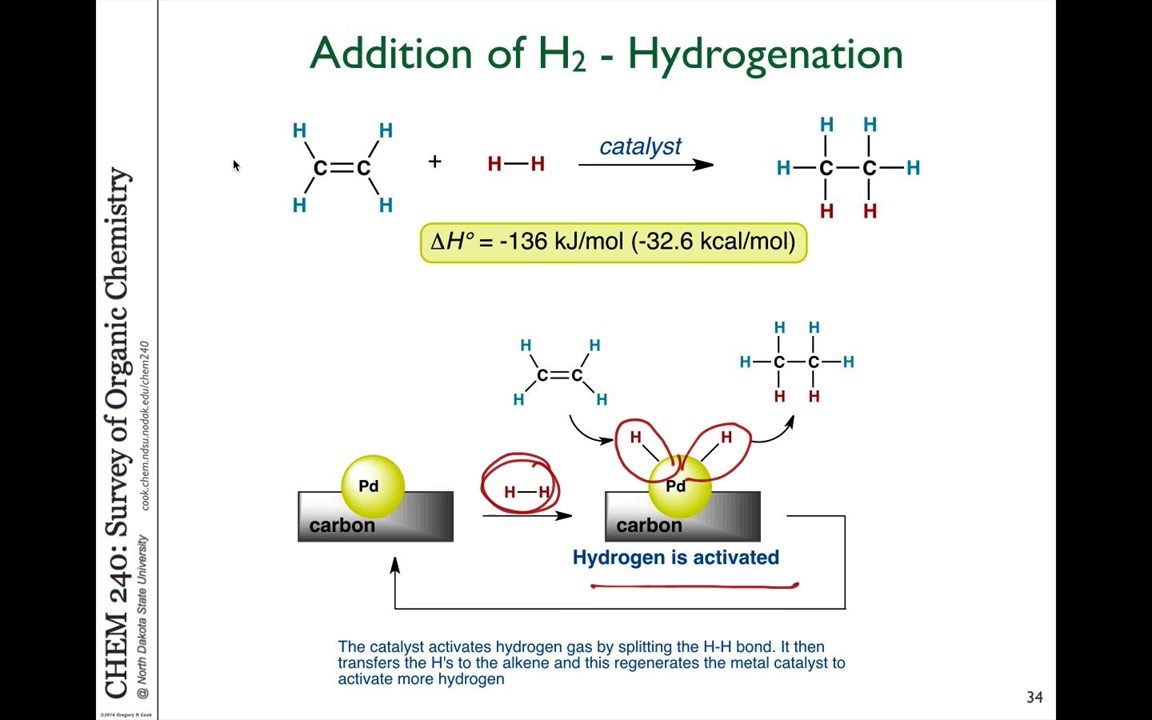 Addition of H2 - Hydrogenation
H H
C=C
H H
+
H—H
catalyst
H H
H—C—C—H
H H
ΔH° = -136 kJ/mol (-32.6 kcal/mol)
H H
C=C
H H
H H
H—C—C—H
H H
Pd
carbon
H—H
H H
Pd
carbon
Hydrogen is activated
The catalyst activates hydrogen gas by splitting the H-H bond. It then
transfers the H's to the alkene and this regenerates the metal catalyst to
activate more hydrogen
34
CHEM 240: Survey of Organic Chemistry
@ North Dakota State University
cook.chem.ndsu.nodak.edu/chem240
©2016 Gregory R. Cook